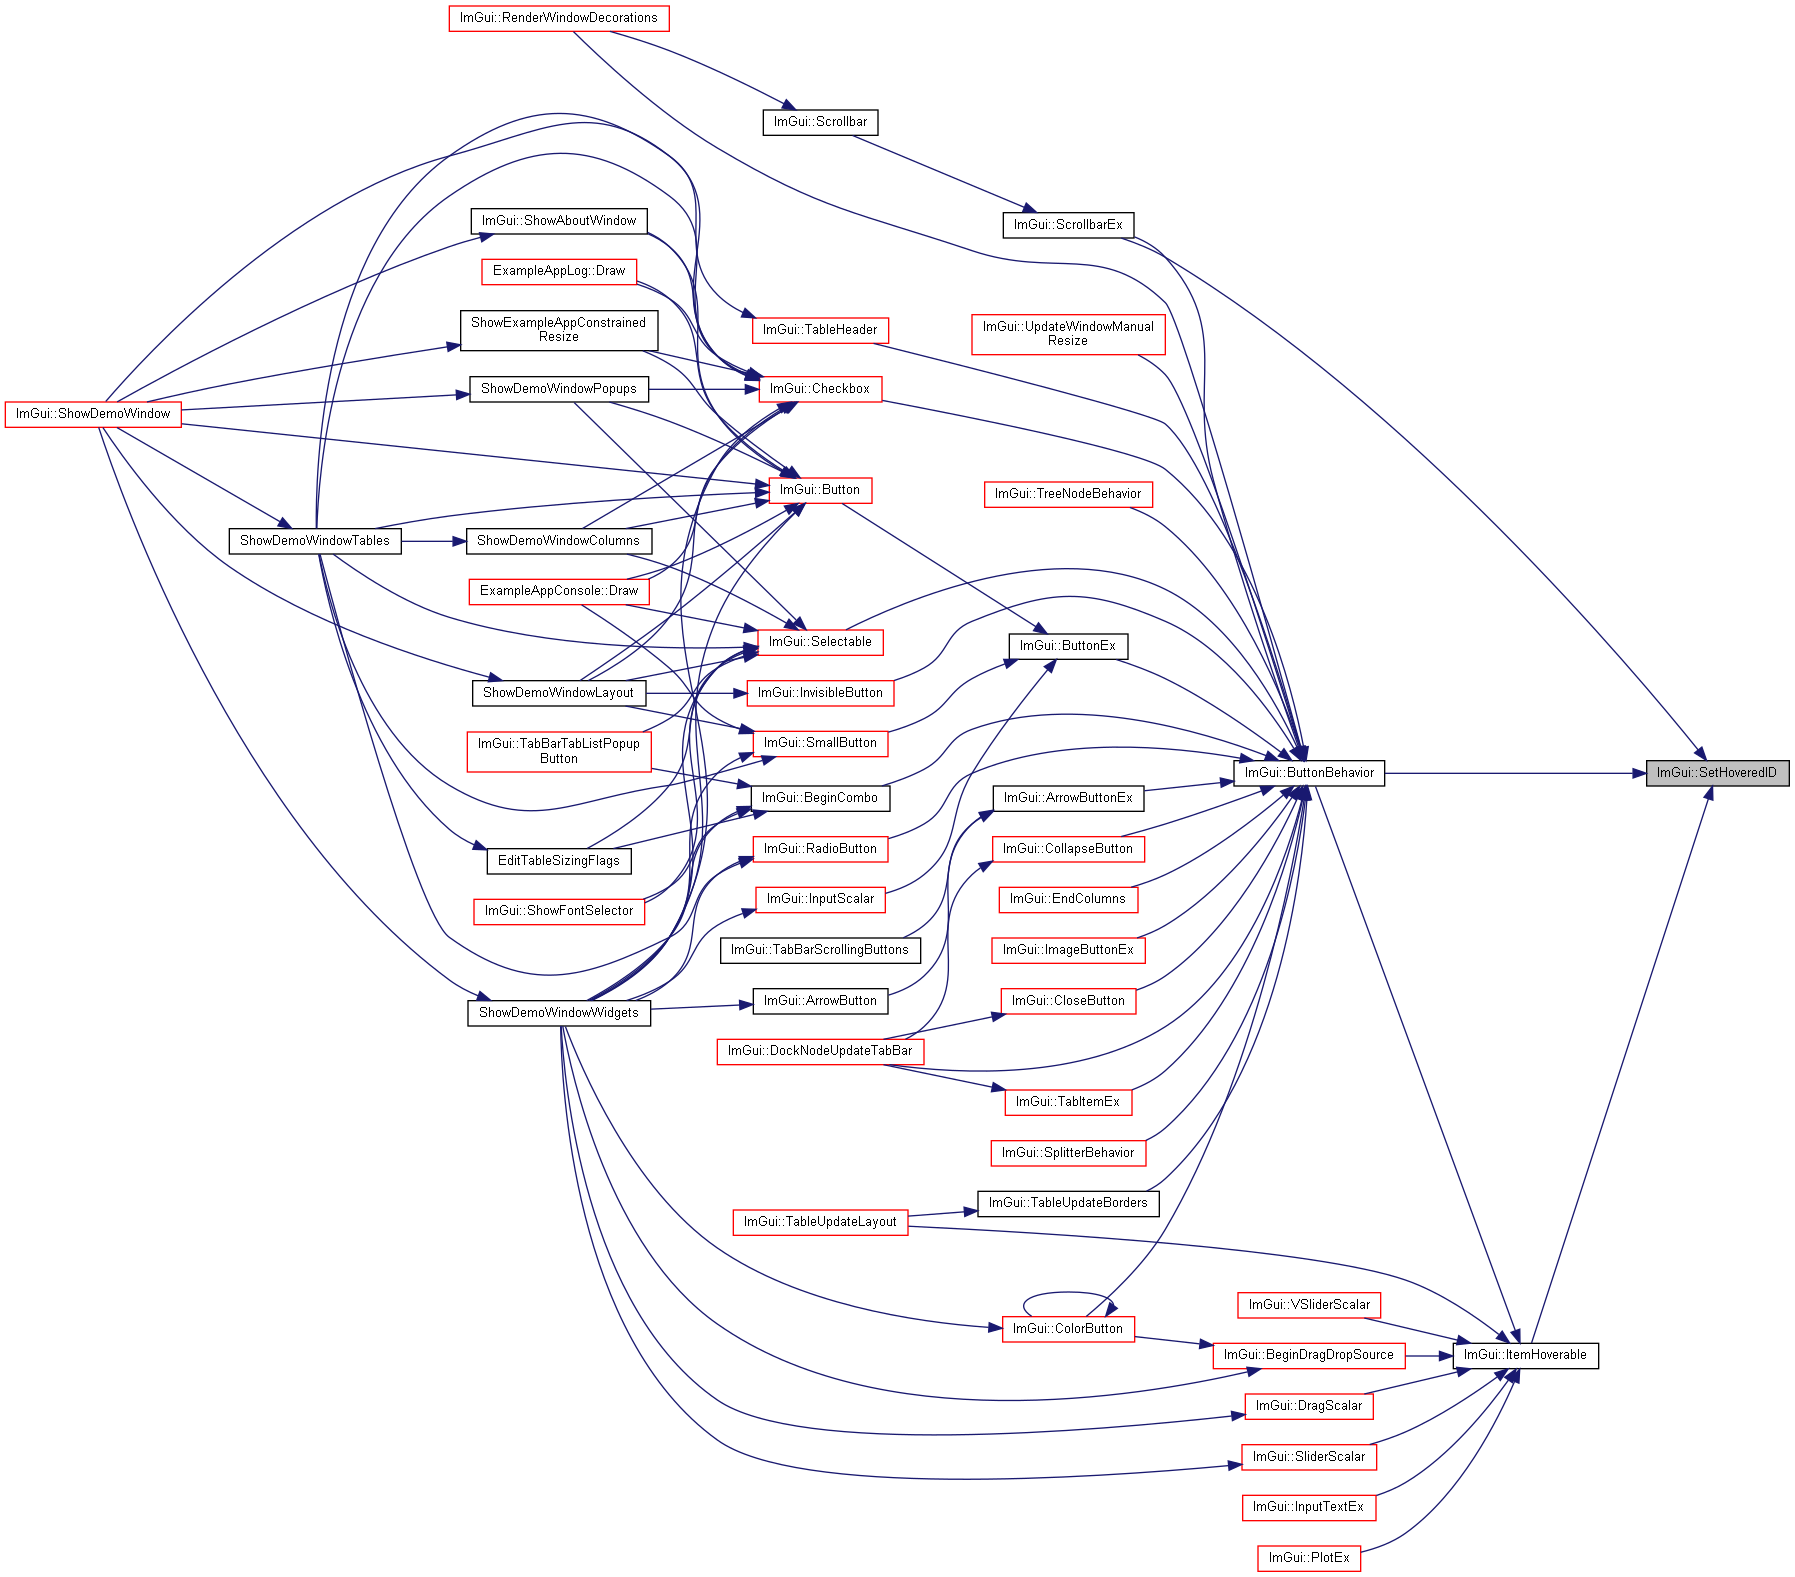 ImGui::RenderWindowDecorations
ImGui::Scrollbar
ImGui::ShowAboutWindow
ImGui::ScrollbarEx
ExampleAppLog::Draw
ShowExampleAppConstrained
Resize
ImGui::TableHeader
ImGui::UpdateWindowManual
Resize
ShowDemoWindowPopups
ImGui::Checkbox
ImGui::ShowDemoWindow
ImGui::Button
ImGui::TreeNodeBehavior
ShowDemoWindowTables
ShowDemoWindowColumns
ExampleAppConsole::Draw
ImGui::Selectable
ImGui::ButtonEx
ShowDemoWindowLayout
ImGui::InvisibleButton
ImGui::TabBarTabListPopup
Button
ImGui::SmallButton
ImGui::ButtonBehavior
ImGui::SetHoveredID
ImGui::BeginCombo
ImGui::ArrowButtonEx
EditTableSizingFlags
ImGui::RadioButton
ImGui::CollapseButton
ImGui::ShowFontSelector
ImGui::InputScalar
ImGui::EndColumns
ImGui::TabBarScrollingButtons
ImGui::ImageButtonEx
ShowDemoWindowWidgets
ImGui::ArrowButton
ImGui::CloseButton
ImGui::DockNodeUpdateTabBar
ImGui::TabItemEx
ImGui::SplitterBehavior
ImGui::TableUpdateBorders
ImGui::TableUpdateLayout
ImGui::VSliderScalar
ImGui::ColorButton
ImGui::BeginDragDropSource
ImGui::ItemHoverable
ImGui::DragScalar
ImGui::SliderScalar
ImGui::InputTextEx
ImGui::PlotEx